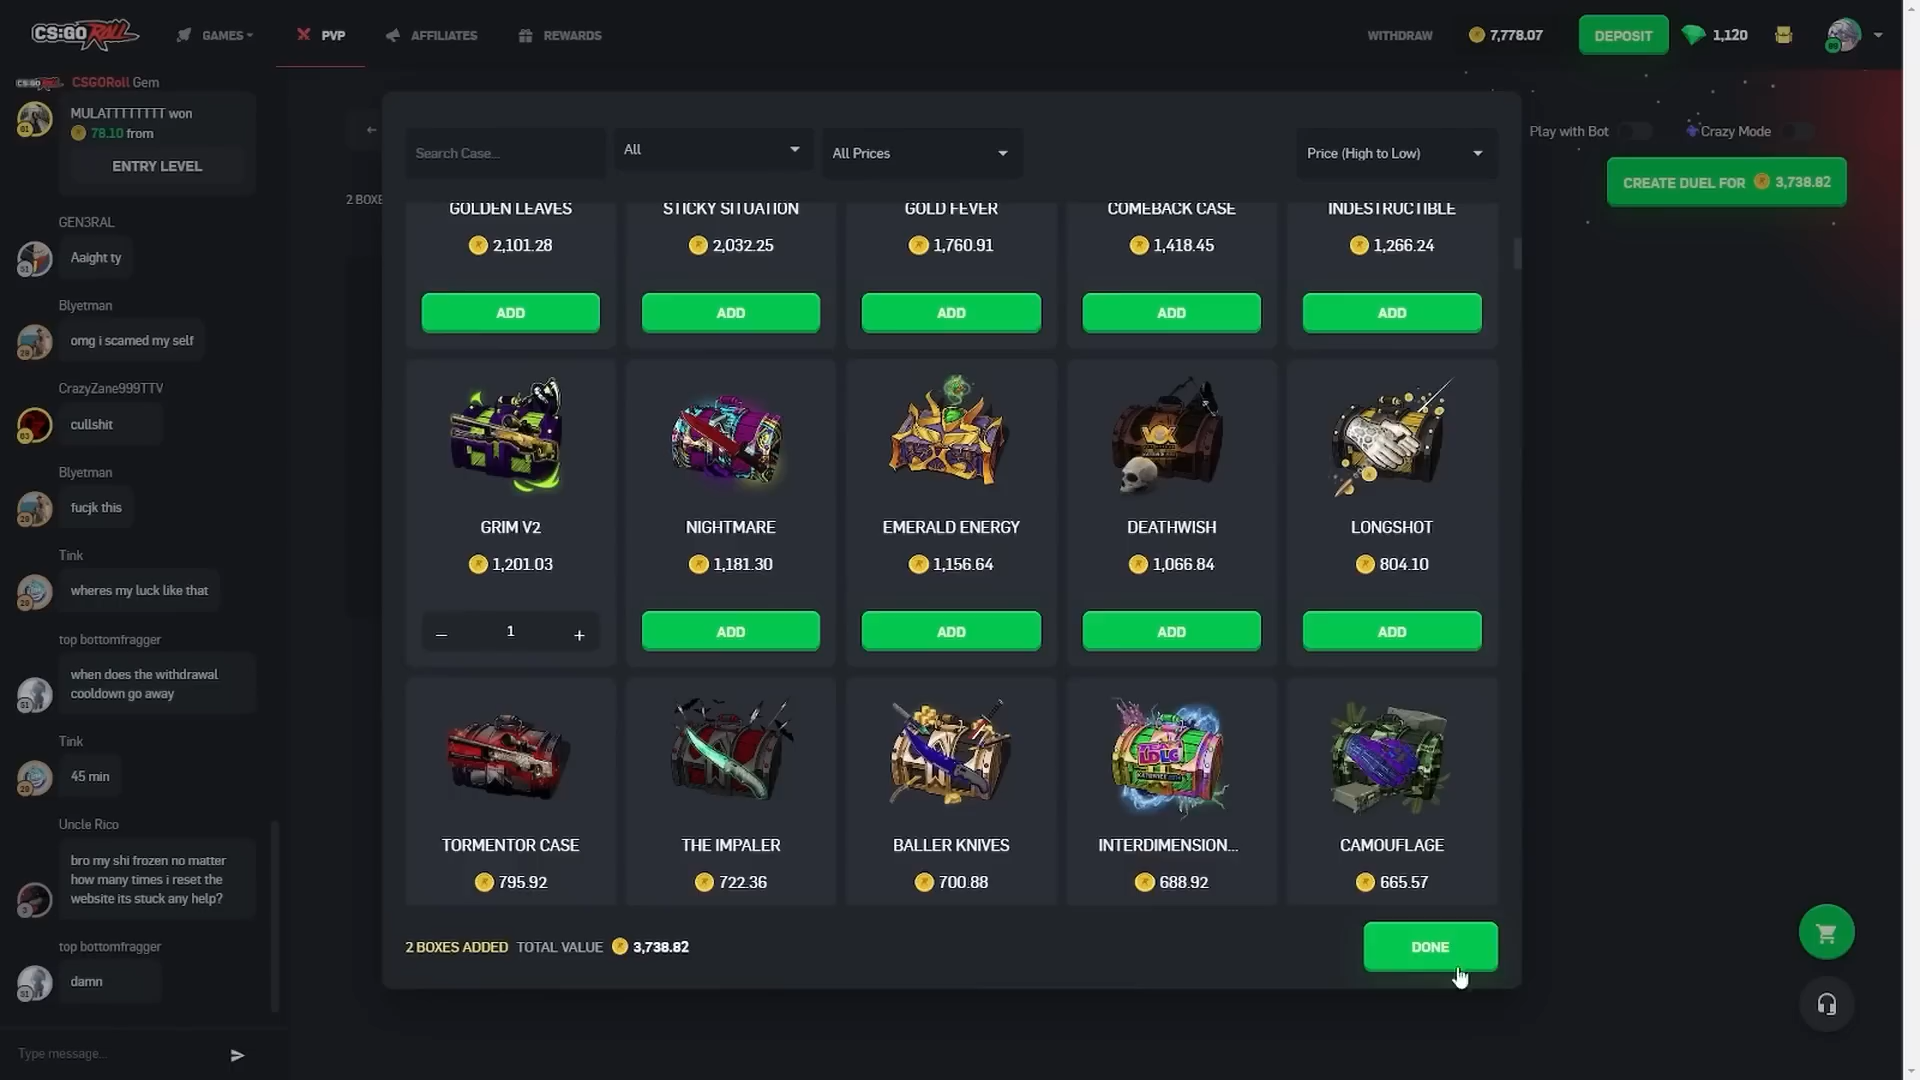 CS:GO ROLL
GAMES
PVP
AFFILIATES
REWARDS
WITHDRAW
7,778.07
DEPOSIT
1,120
CSGORoll Gem
MULATTTTTTTT won
78.10 from
ENTRY LEVEL
GEN3RAL
Aaight ty
Blyetman
omg i scamed my self
CrazyZane999TTV
cullshit
Blyetman
fucjk this
Tink
wheres my luck like that
top bottomfragger
when does the withdrawal
cooldown go away
Tink
45 min
Uncle Rico
bro my shi frozen no matter
how many times i reset the
website its stuck any help?
top bottomfragger
damn
Type message...
2 BOXE
Search Case...
All
All Prices
Price (High to Low)
Play with Bot
Crazy Mode
CREATE DUEL FOR 3,738.82
GOLDEN LEAVES
2,101.28
ADD
STICKY SITUATION
2,032.25
ADD
GOLD FEVER
1,760.91
ADD
COMEBACK CASE
1,418.45
ADD
INDESTRUCTIBLE
1,266.24
ADD
GRIM V2
1,201.03
– 1 +
NIGHTMARE
1,181.30
ADD
EMERALD ENERGY
1,156.64
ADD
DEATHWISH
1,066.84
ADD
LONGSHOT
804.10
ADD
TORMENTOR CASE
795.92
THE IMPALER
722.36
BALLER KNIVES
700.88
LDLC
INTERDIMENSION...
688.92
CAMOUFLAGE
665.57
2 BOXES ADDED TOTAL VALUE 3,738.82
DONE